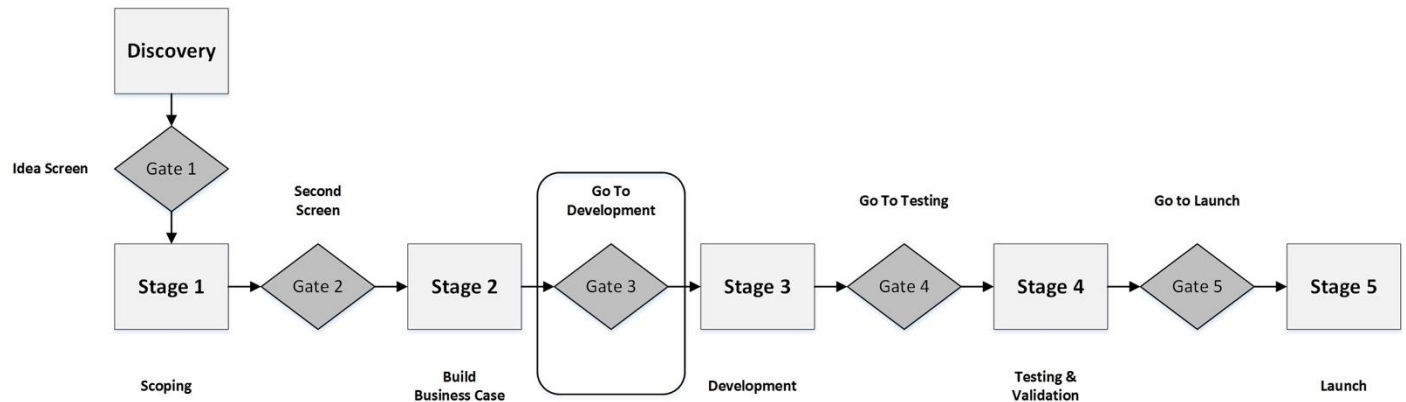 Discovery
Idea Screen
Gate 1
Second
Screen
Go To
Development
Go To Testing
Go to Launch
Stage 1
Gate 2
Stage 2
Gate 3
Stage 3
Gate 4
Stage 4
Gate 5
Stage 5
Scoping
Build
Business Case
Development
Testing &
Validation
Launch